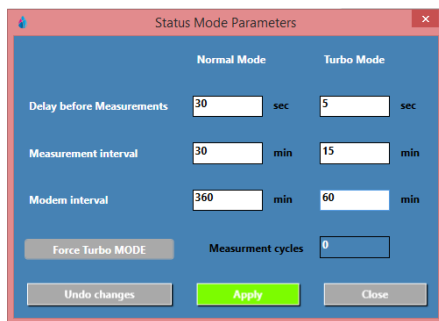 Status Mode Parameters
Normal Mode Turbo Mode
Delay before Measurements 30 sec 5 sec
Measurement interval 30 min 15 min
Modem interval 360 min 60 min
Force Turbo MODE Measurment cycles 0
Undo changes Apply Close